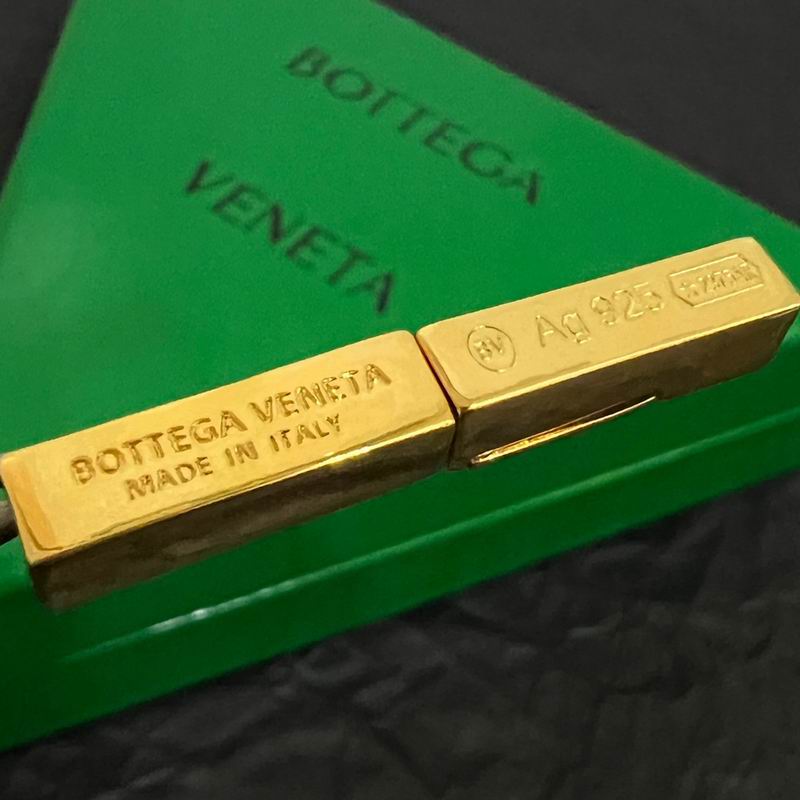 BOTTEGA
VENETA
BOTTEGA VENETA
MADE IN ITALY
BV Ag 925